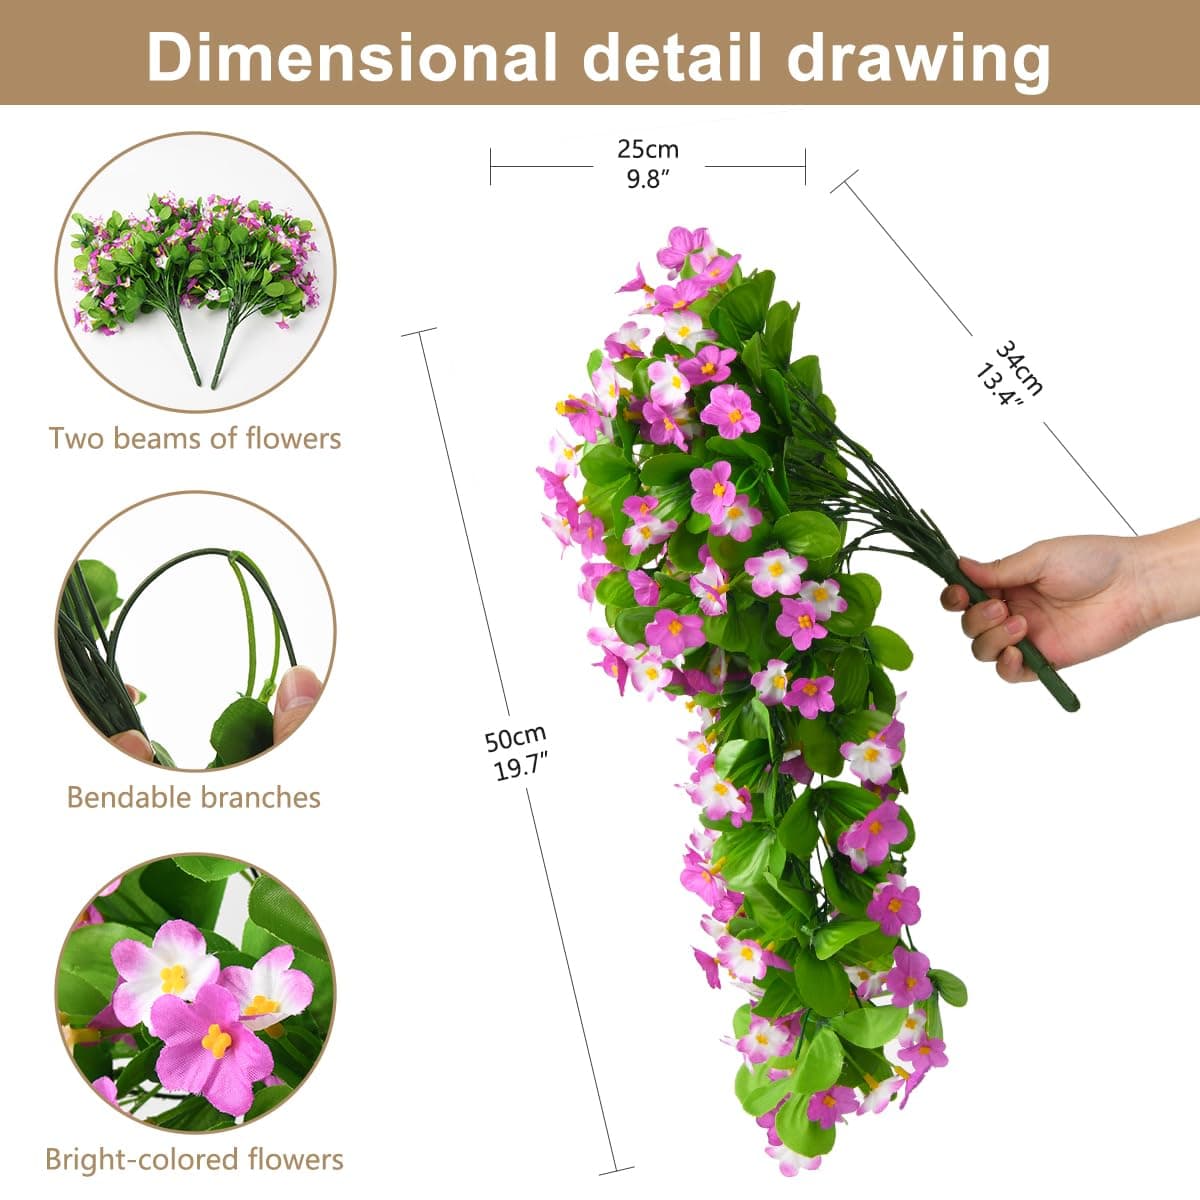 Dimensional detail drawing
25cm
9.8”
34cm
13.4”
Two beams of flowers
50cm
19.7”
Bendable branches
Bright-colored flowers